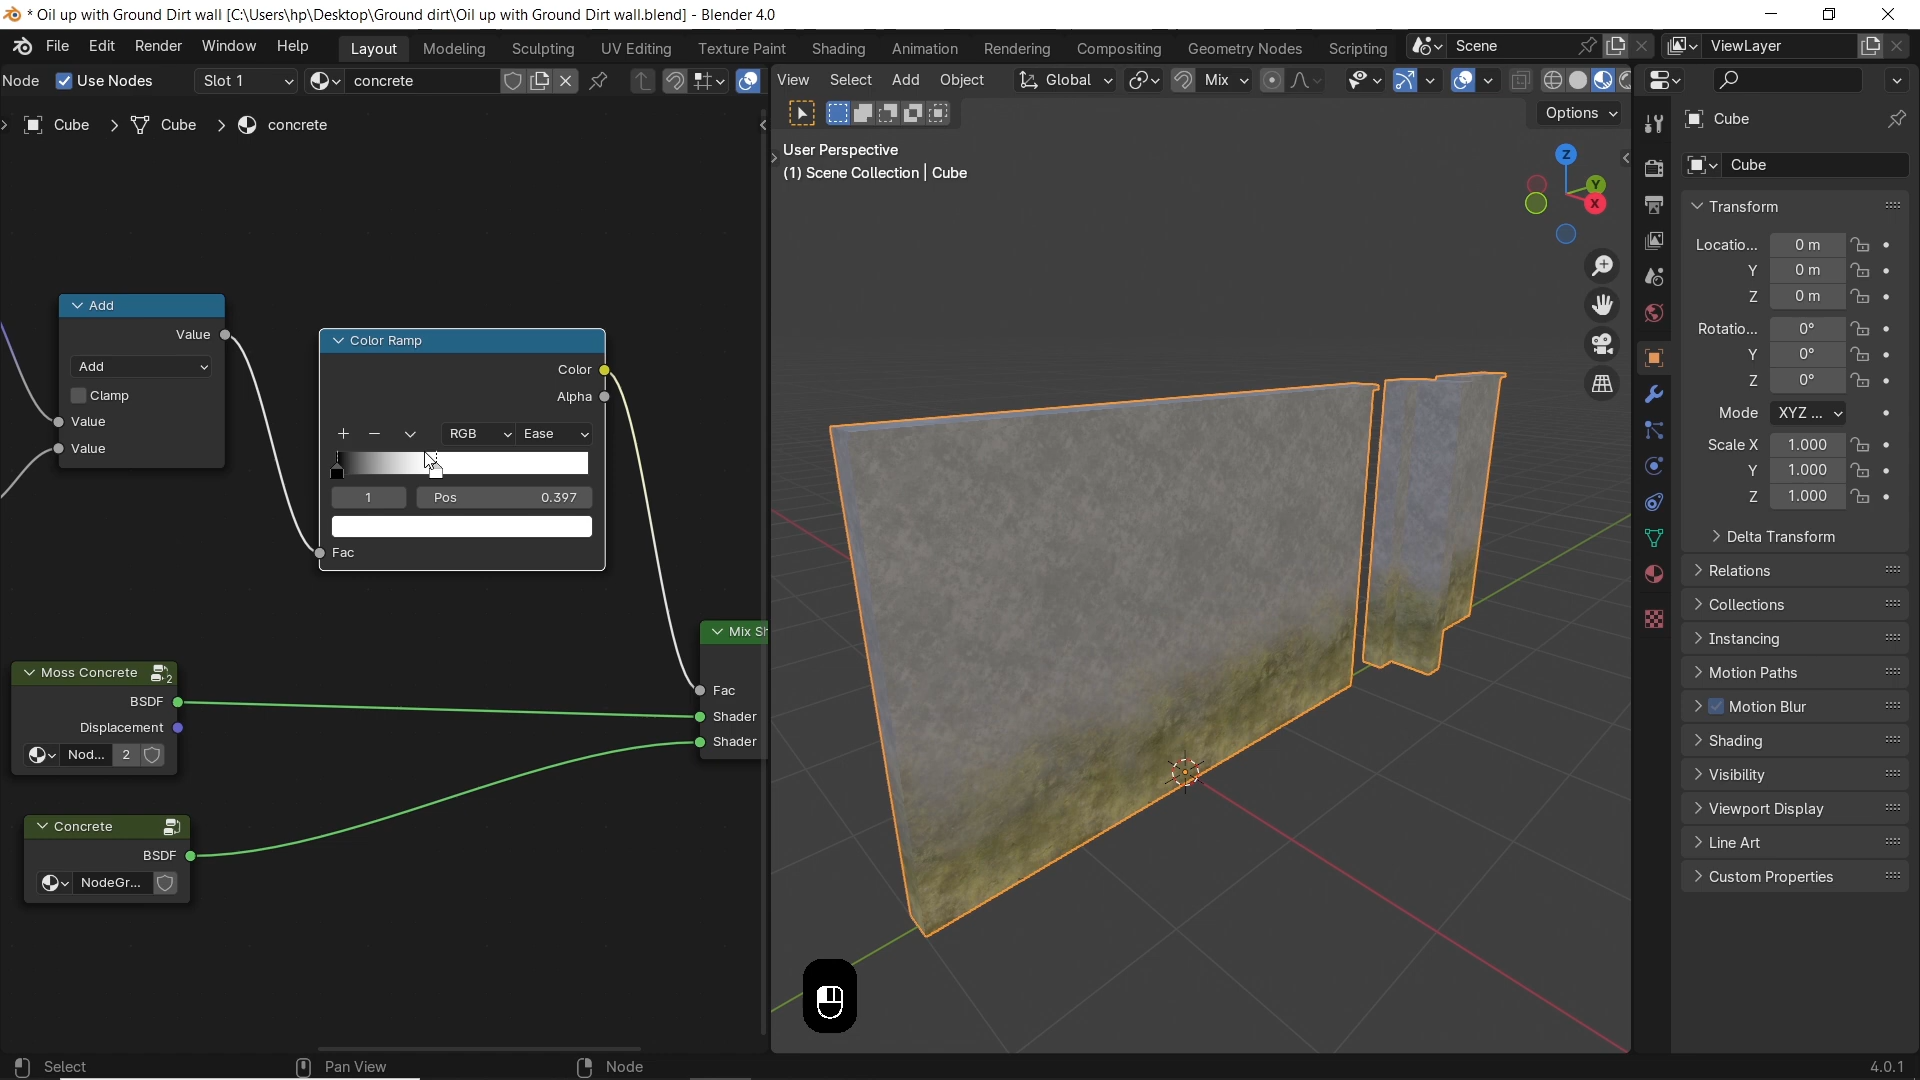 * Oil up with Ground Dirt wall [C:\Users\hp\Desktop\Ground dirt\Oil up with Ground Dirt wall.blend] - Blender 4.0
File Edit Render Window Help Layout Modeling Sculpting UV Editing Texture Paint Shading Animation Rendering Compositing Geometry Nodes Scripting Scene ViewLayer
Node Use Nodes Slot 1 concrete View Select Add Object Global Mix
Options
Cube Cube concrete
User Perspective
(1) Scene Collection | Cube
Z
Y
X
Add
Value
Add
Clamp
Value
Value
Color Ramp
Color
Alpha
RGB Ease
1 Pos 0.397
Fac
Mix Sh
Fac
Shader
Shader
Moss Concrete 2
BSDF
Displacement
Nod... 2
Concrete
BSDF
NodeGr...
Cube
Cube
Transform
Locatio... 0 m
Y 0 m
Z 0 m
Rotatio... 0°
Y 0°
Z 0°
Mode XYZ ...
Scale X 1.000
Y 1.000
Z 1.000
Delta Transform
Relations
Collections
Instancing
Motion Paths
Motion Blur
Shading
Visibility
Viewport Display
Line Art
Custom Properties
Select Pan View Node 4.0.1